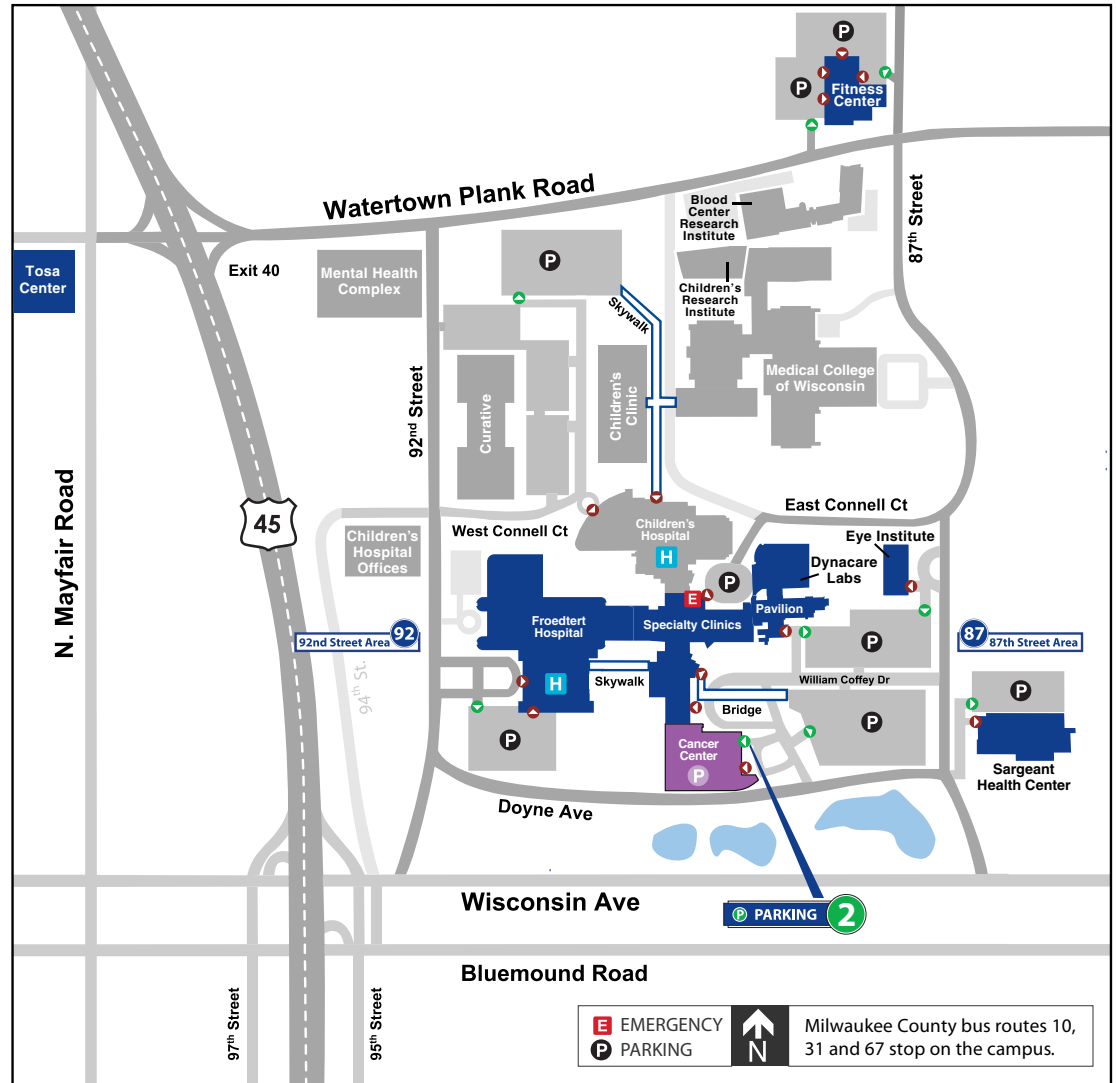 P
P
Fitness
Center
Watertown Plank Road
87th Street
Blood
Center
Research
Institute
Tosa
Center
Exit 40
Mental Health
Complex
P
Skywalk
Children's
Research
Institute
92nd Street
Curative
Children's
Clinic
Medical College
of Wisconsin
N. Mayfair Road
45
West Connell Ct
East Connell Ct
Children's
Hospital
H
Eye Institute
Children's
Hospital
Offices
Dynacare
Labs
P
E
Pavilion
Froedtert
Hospital
Specialty Clinics
92nd Street Area 92
87 87th Street Area
P
94th St.
H
Skywalk
William Coffey Dr
Bridge
P
P
P
Cancer
Center
P
Sargeant
Health Center
Doyne Ave
Wisconsin Ave
P PARKING 2
Bluemound Road
97th Street
95th Street
E EMERGENCY
P PARKING
N
Milwaukee County bus routes 10,
31 and 67 stop on the campus.